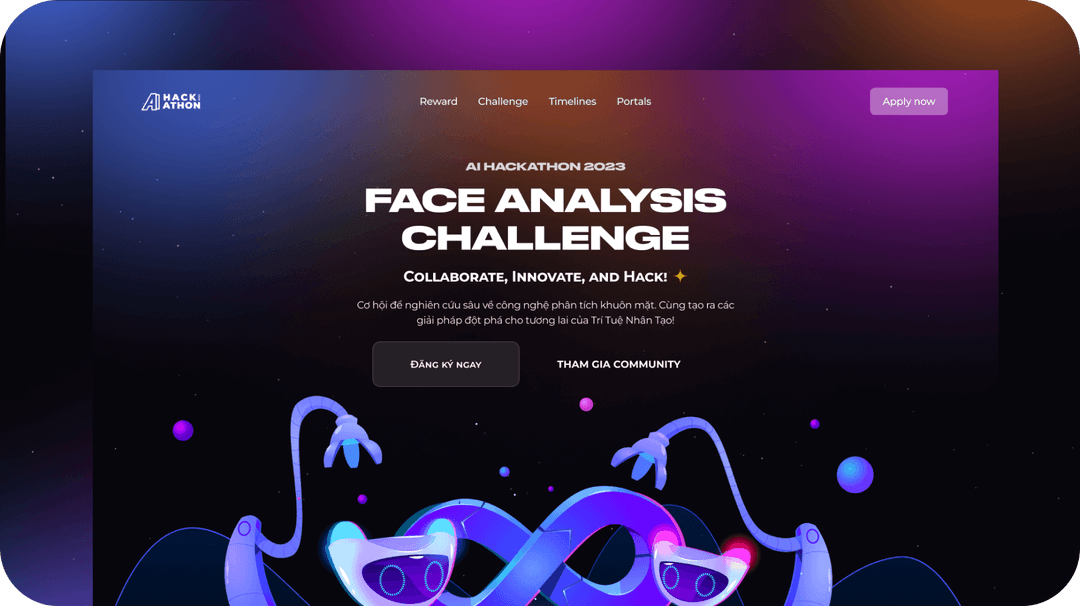 AI HACK
ATHON
Reward Challenge Timelines Portals
Apply now
AI HACKATHON 2023
FACE ANALYSIS
CHALLENGE
COLLABORATE, INNOVATE, AND HACK!
Cơ hội để nghiên cứu sâu về công nghệ phân tích khuôn mặt. Cùng tạo ra các
giải pháp đột phá cho tương lai của Trí Tuệ Nhân Tạo!
ĐĂNG KÝ NGAY
THAM GIA COMMUNITY